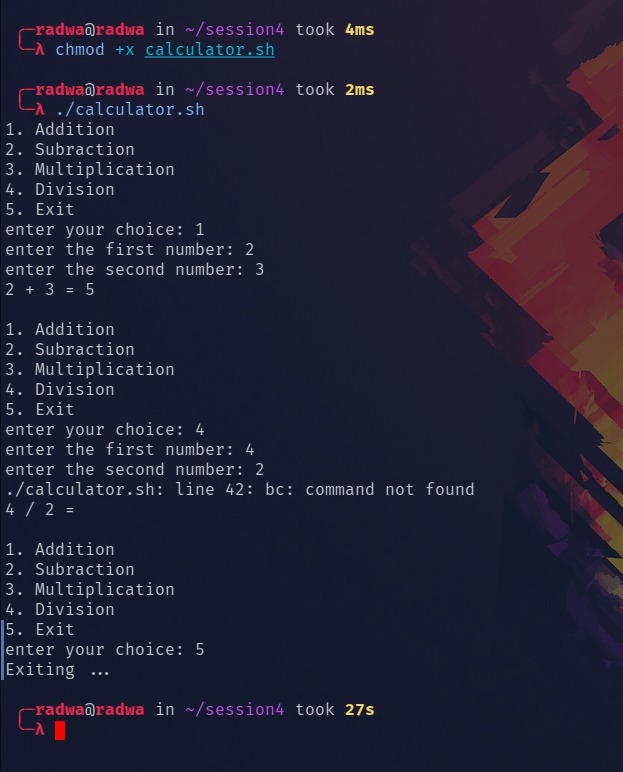 ╭─radwa@radwa in ~/session4 took 4ms
╰─λ chmod +x calculator.sh
╭─radwa@radwa in ~/session4 took 2ms
╰─λ ./calculator.sh
1. Addition
2. Subraction
3. Multiplication
4. Division
5. Exit
enter your choice: 1
enter the first number: 2
enter the second number: 3
2 + 3 = 5
1. Addition
2. Subraction
3. Multiplication
4. Division
5. Exit
enter your choice: 4
enter the first number: 4
enter the second number: 2
./calculator.sh: line 42: bc: command not found
4 / 2 =
1. Addition
2. Subraction
3. Multiplication
4. Division
5. Exit
enter your choice: 5
Exiting ...
╭─radwa@radwa in ~/session4 took 27s
╰─λ